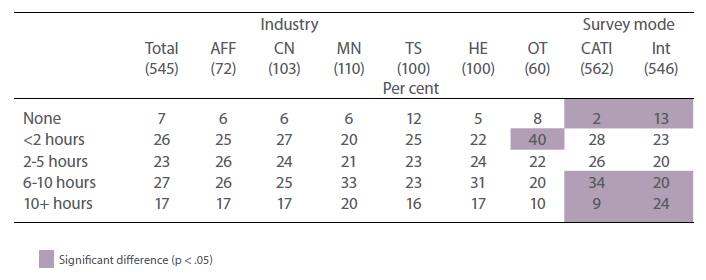 Industry Survey mode
Total AFF CN MN TS HE OT CATI Int
(545) (72) (103) (110) (100) (100) (60) (562) (546)
Per cent
None 7 6 6 6 12 5 8 2 13
<2 hours 26 25 27 20 25 22 40 28 23
2-5 hours 23 26 24 21 23 24 22 26 20
6-10 hours 27 26 25 33 23 31 20 34 20
10+ hours 17 17 17 20 16 17 10 9 24
Significant difference (p < .05)